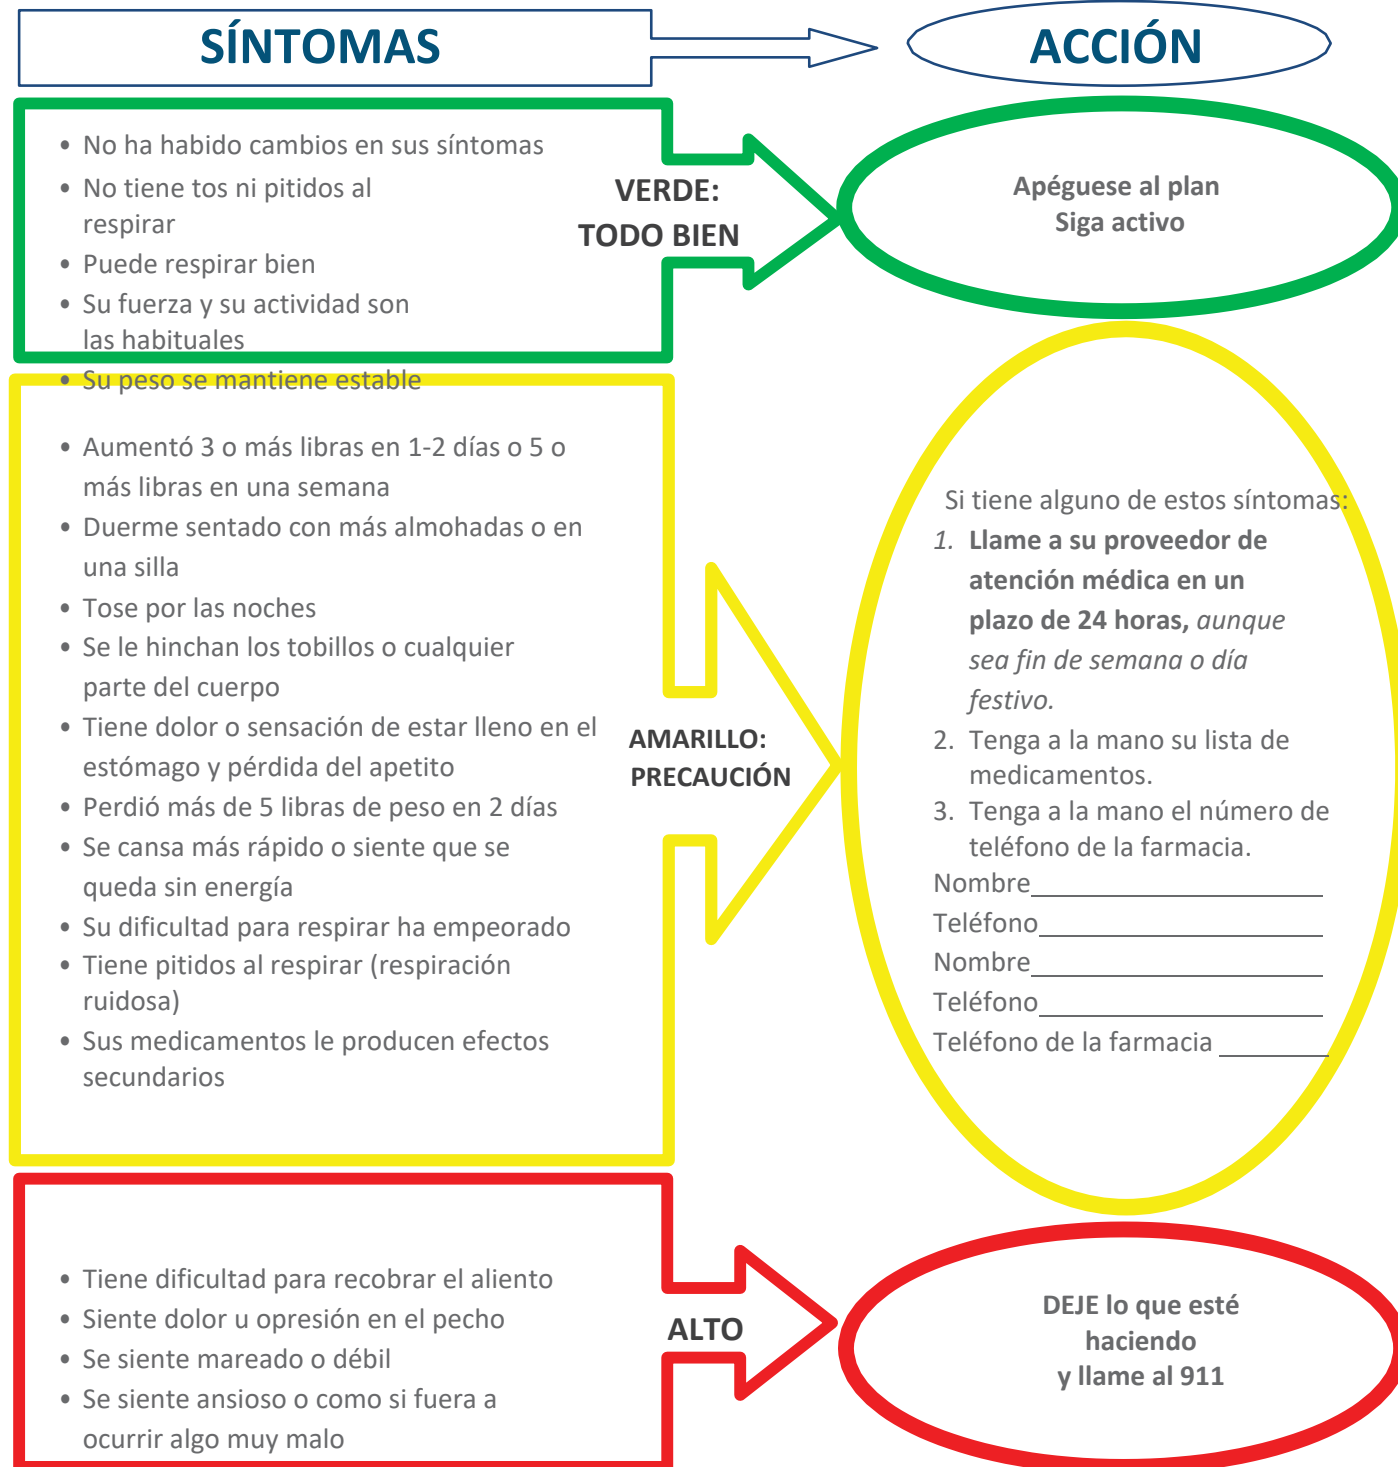 SÍNTOMAS
ACCIÓN
• No ha habido cambios en sus síntomas
• No tiene tos ni pitidos al
respirar
• Puede respirar bien
• Su fuerza y su actividad son
las habituales
• Su peso se mantiene estable
VERDE:
TODO BIEN
Apéguese al plan
Siga activo
• Aumentó 3 o más libras en 1-2 días o 5 o
más libras en una semana
• Duerme sentado con más almohadas o en
una silla
• Tose por las noches
• Se le hinchan los tobillos o cualquier
parte del cuerpo
• Tiene dolor o sensación de estar lleno en el
estómago y pérdida del apetito
• Perdió más de 5 libras de peso en 2 días
• Se cansa más rápido o siente que se
queda sin energía
• Su dificultad para respirar ha empeorado
• Tiene pitidos al respirar (respiración
ruidosa)
• Sus medicamentos le producen efectos
secundarios
AMARILLO:
PRECAUCIÓN
Si tiene alguno de estos síntomas:
1. Llame a su proveedor de
atención médica en un
plazo de 24 horas, aunque
sea fin de semana o día
festivo.
2. Tenga a la mano su lista de
medicamentos.
3. Tenga a la mano el número de
teléfono de la farmacia.
Nombre
Teléfono
Nombre
Teléfono
Teléfono de la farmacia
• Tiene dificultad para recobrar el aliento
• Siente dolor u opresión en el pecho
• Se siente mareado o débil
• Se siente ansioso o como si fuera a
ocurrir algo muy malo
ALTO
DEJE lo que esté
haciendo
y llame al 911